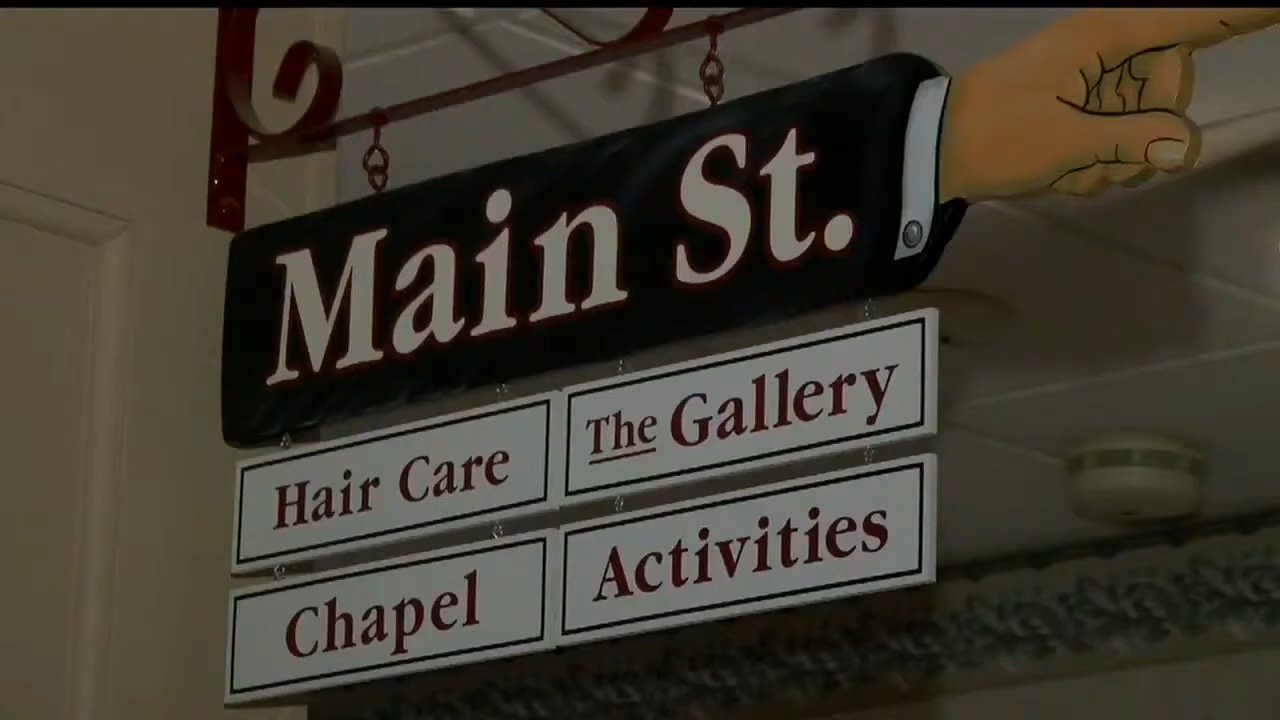 Main St.
Hair Care
The Gallery
Chapel
Activities